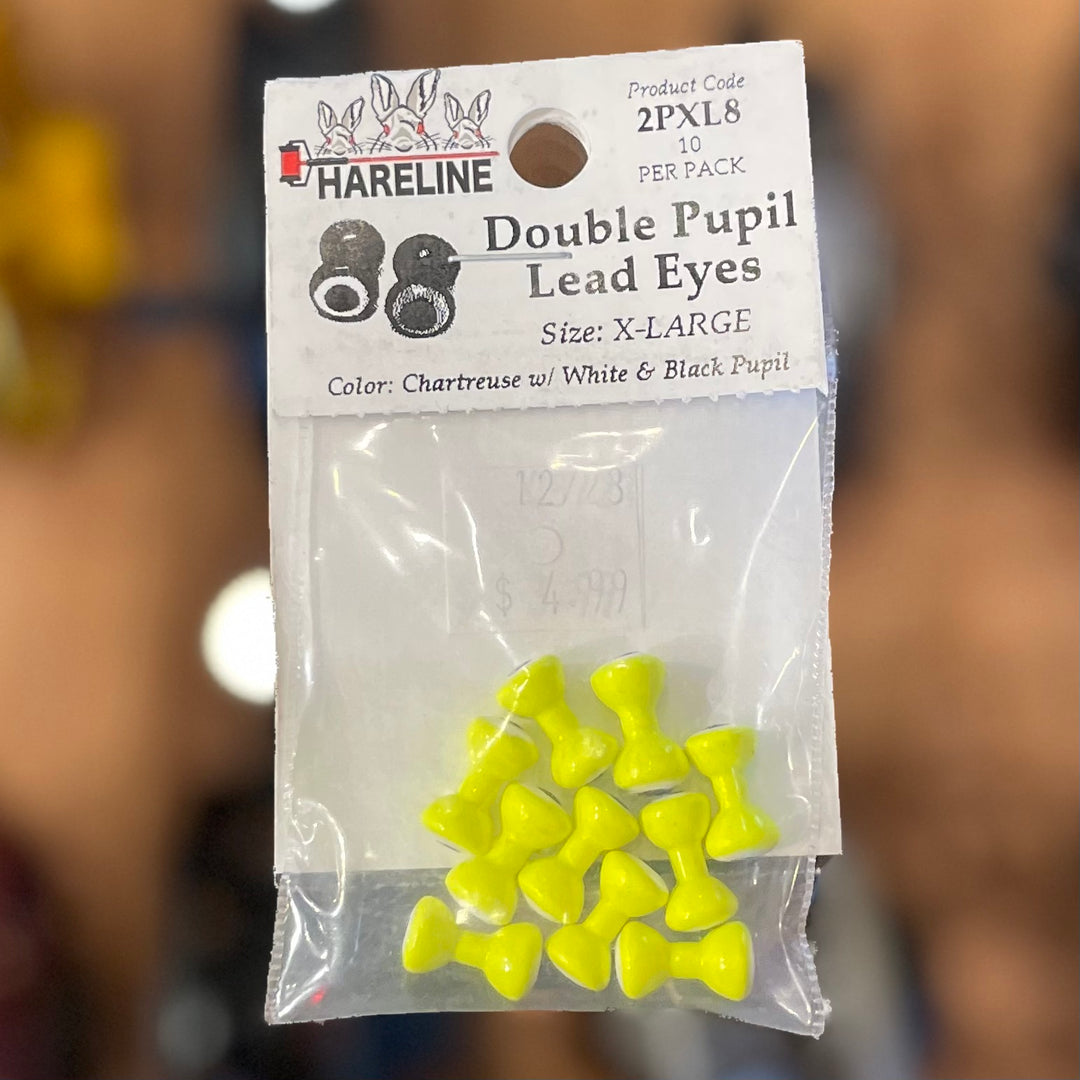 HARELINE
Product Code
2PXL8
10
PER PACK
Double Pupil
Lead Eyes
Size: X-LARGE
Color: Chartreuse w/ White & Black Pupil